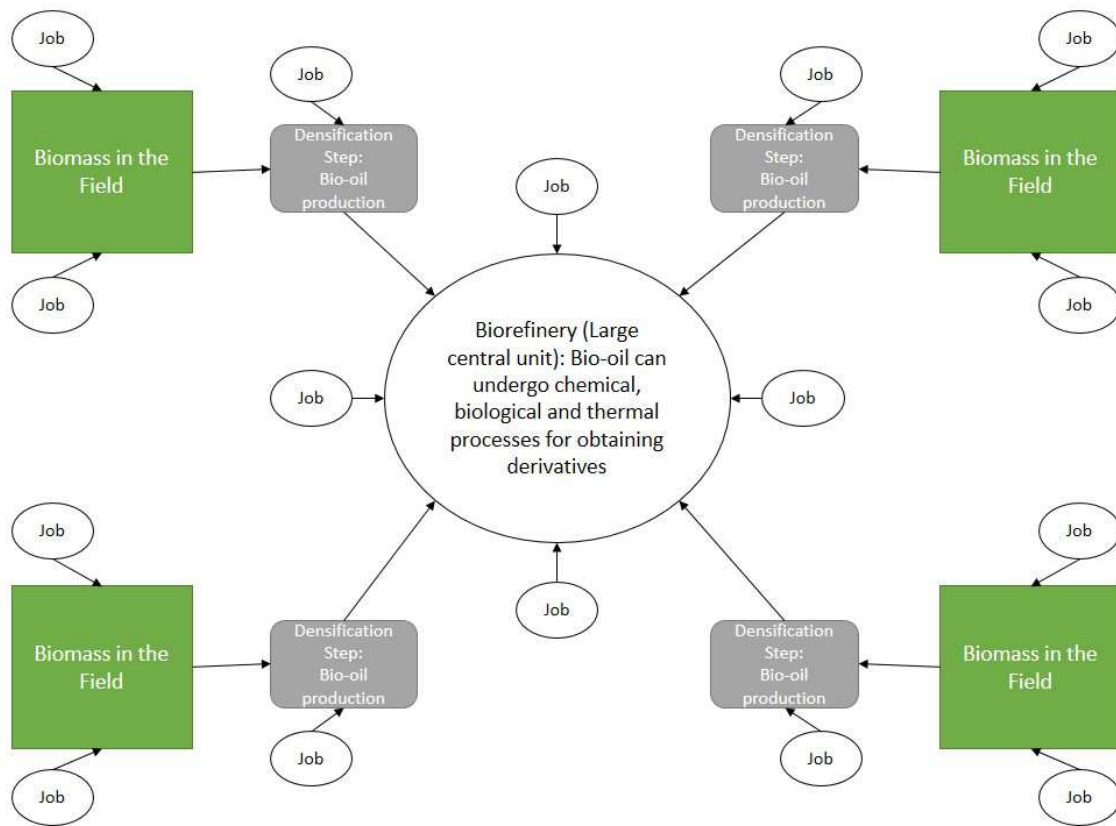 Job
Job
Job
Job
Biomass in the
Field
Densification
Step:
Bio-oil
production
Job
Densification
Step:
Bio-oil
production
Biomass in the
Field
Job
Job
Biorefinery (Large
central unit): Bio-oil can
undergo chemical,
biological and thermal
processes for obtaining
derivatives
Job
Job
Job
Job
Job
Biomass in the
Field
Densification
Step:
Bio-oil
production
Densification
Step:
Bio-oil
production
Biomass in the
Field
Job
Job
Job
Job
Job